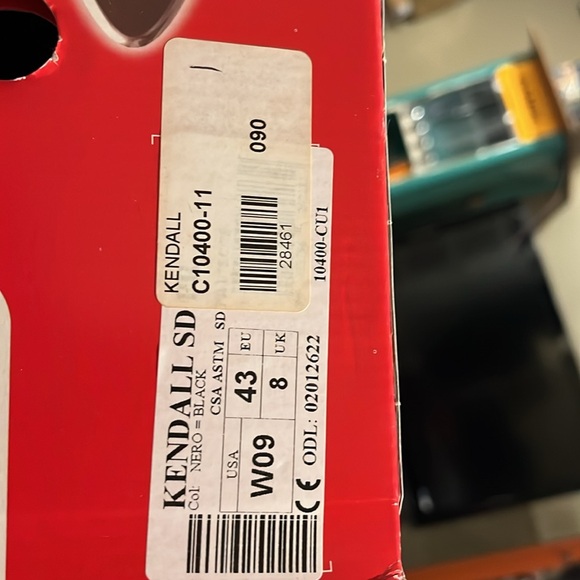 KENDALL
C10400-11
090
28461
KENDALL SD
Col: NERO = BLACK
CSA ASTM SD
USA
W09
43 EU
8 UK
ODL: 02012622
10400-CU1
CE